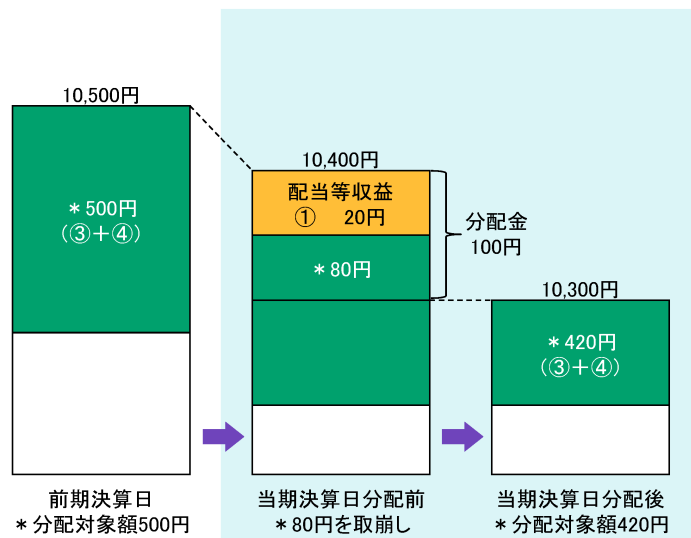 10,500円
＊500円
（③＋④）
前期決算日
＊分配対象額500円
10,400円
配当等収益
①　20円
＊80円
分配金
100円
当期決算日分配前
＊80円を取崩し
10,300円
＊420円
（③＋④）
当期決算日分配後
＊分配対象額420円